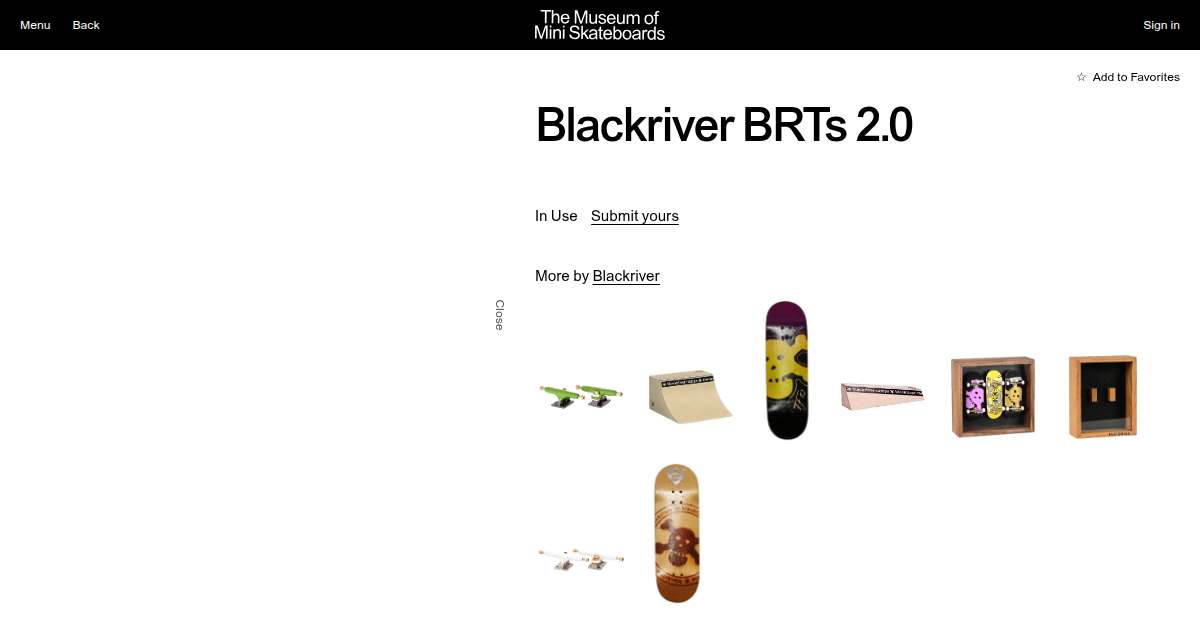 Menu
Back
The Museum of
Mini Skateboards
Sign in
☆ Add to Favorites
Blackriver BRTs 2.0
In Use
Submit yours
More by Blackriver
Close